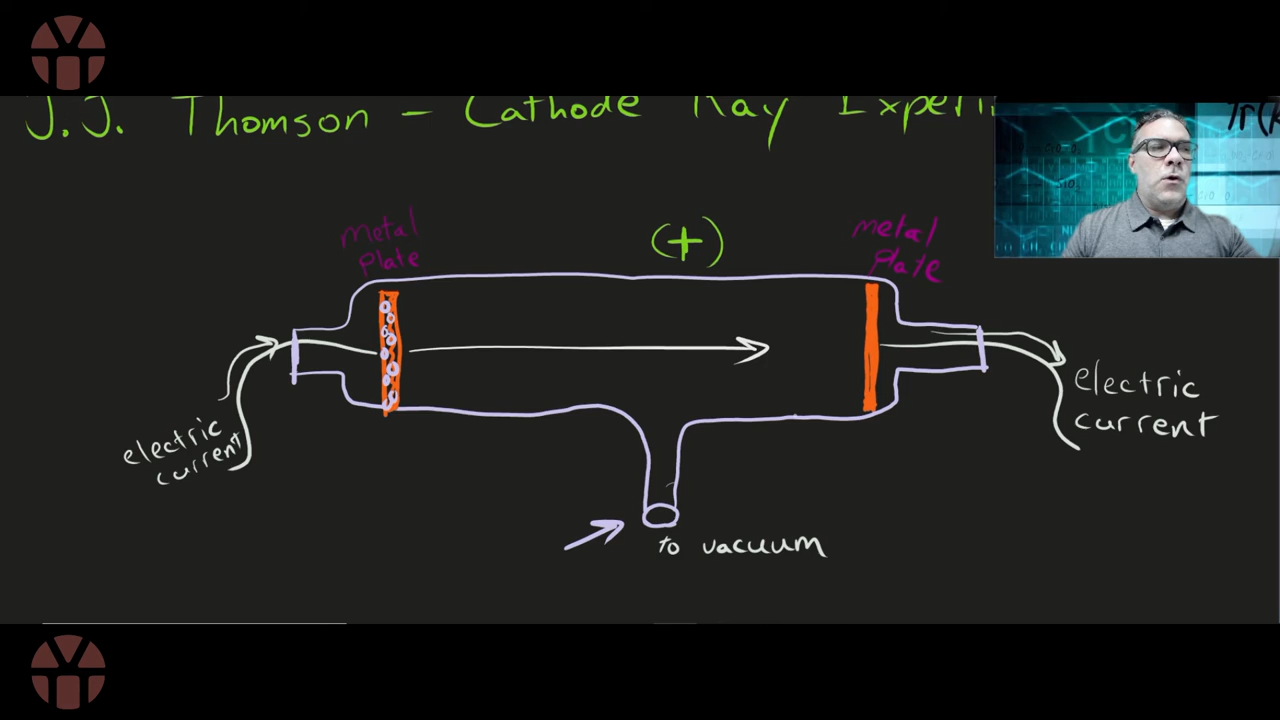 J.J. Thomson - Cathode Ray
metal
plate
(+)
metal
plate
electric
current
electric
current
to vacuum